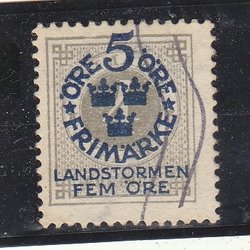 ÖRE 5 ÖRE
FRIMÄRKE
LANDSTORMEN
FEM ÖRE